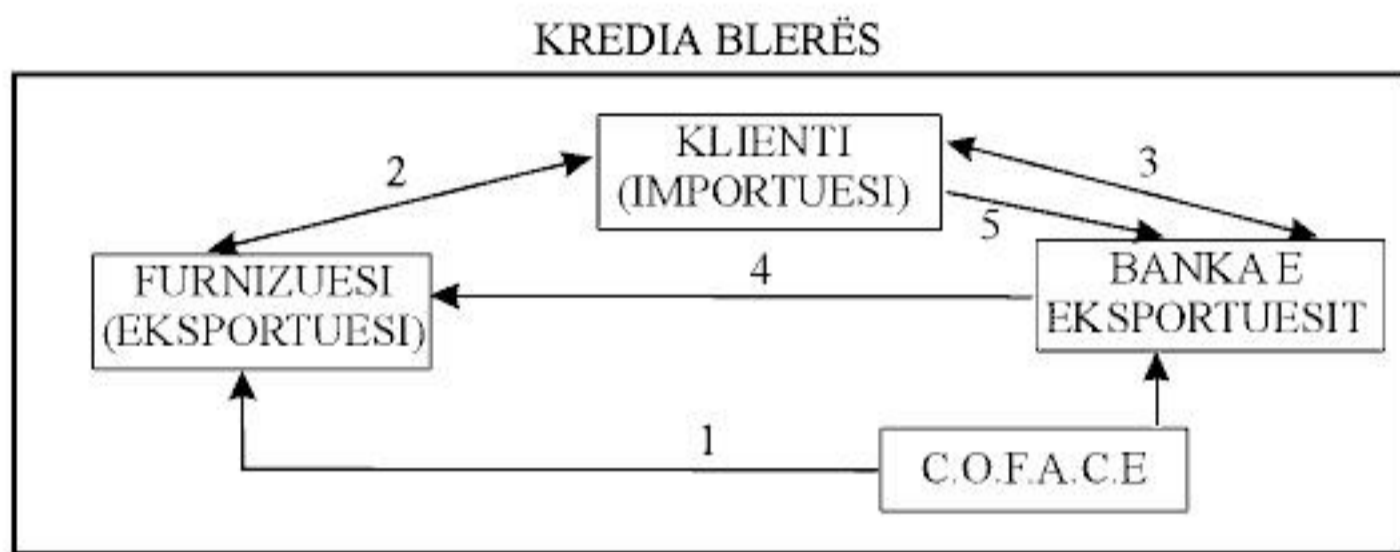 KREDIA BLERËS
KLIENTI
(IMPORTUESI)
2
3
5
FURNIZUESI
(EKSPORTUESI)
4
BANKA E
EKSPORTUESIT
1
C.O.F.A.C.E